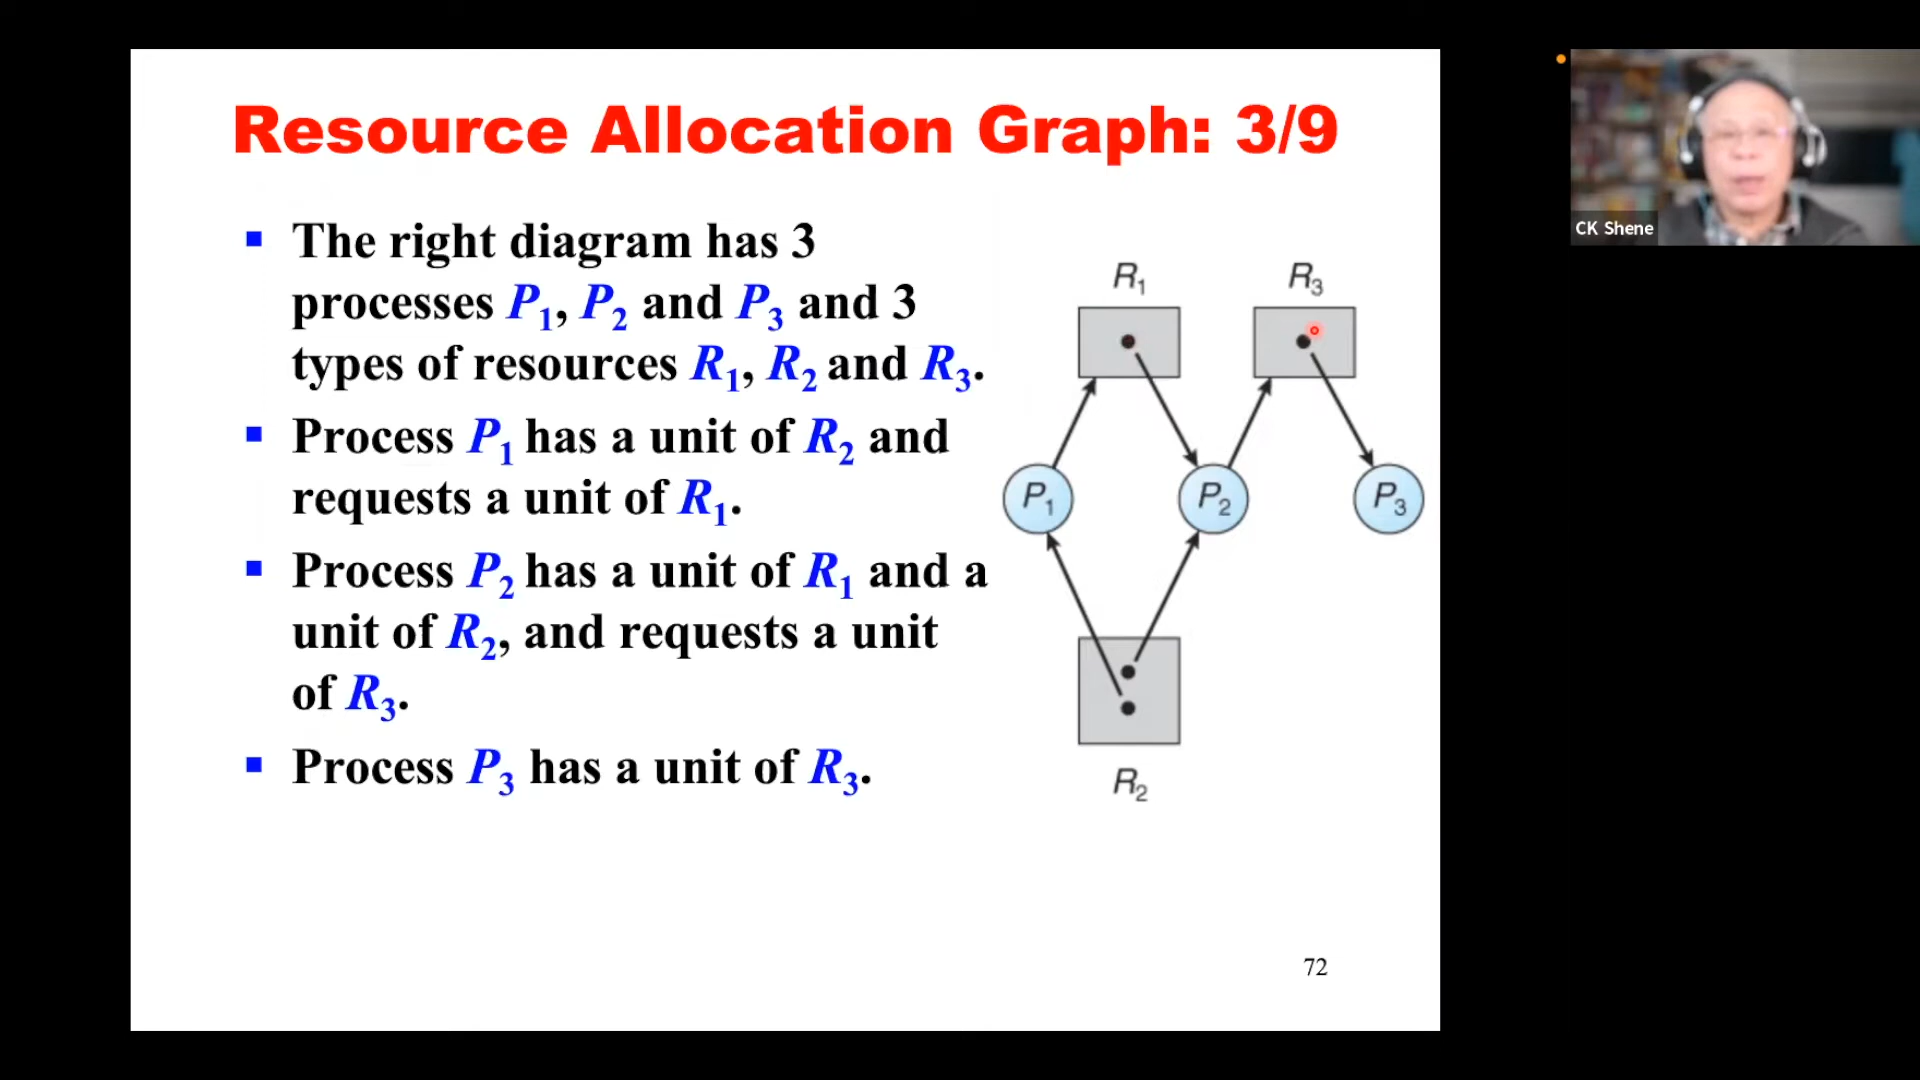 Resource Allocation Graph: 3/9
The right diagram has 3
processes P1, P2 and P3 and 3
types of resources R1, R2 and R3.
Process P1 has a unit of R2 and
requests a unit of R1.
Process P2 has a unit of R1 and a
unit of R2, and requests a unit
of R3.
Process P3 has a unit of R3.
R1
R3
P1
P2
P3
R2
72
CK Shene